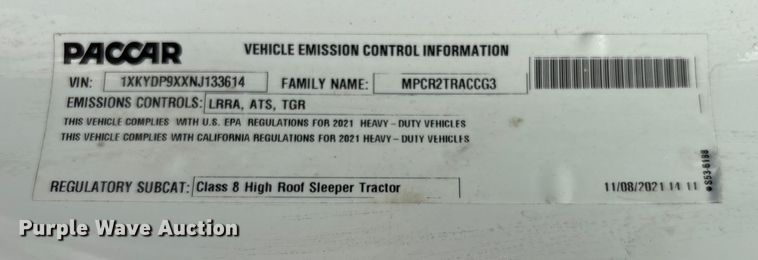 PACCAR VEHICLE EMISSION CONTROL INFORMATION
VIN: 1XKYDP9XXNJ133614 FAMILY NAME: MPCR2TRACCG3
EMISSIONS CONTROLS: LRRA, ATS, TGR
THIS VEHICLE COMPLIES WITH U.S. EPA REGULATIONS FOR 2021 HEAVY-DUTY VEHICLES
THIS VEHICLE COMPLIES WITH CALIFORNIA REGULATIONS FOR 2021 HEAVY-DUTY VEHICLES
REGULATORY SUBCAT: Class 8 High Roof Sleeper Tractor
11/08/2021 14 11
S53-6198
Purple Wave Auction